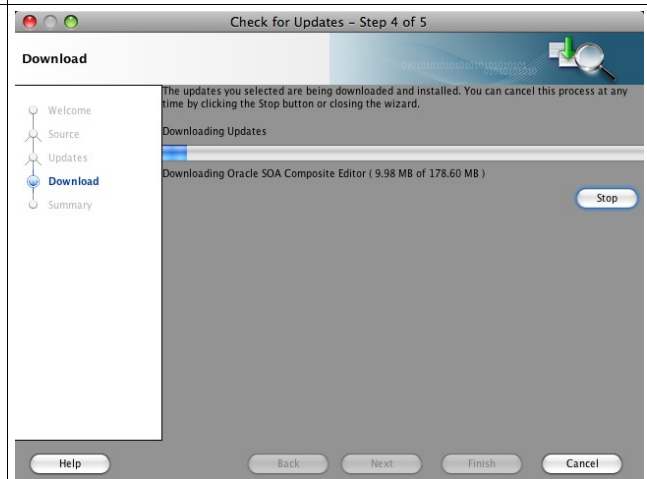 Check for Updates - Step 4 of 5
Download
Welcome
Source
Updates
Download
Summary
The updates you selected are being downloaded and installed. You can cancel this process at any
time by clicking the Stop button or closing the wizard.
Downloading Updates
Downloading Oracle SOA Composite Editor ( 9.98 MB of 178.60 MB )
Stop
Help
Back
Next
Finish
Cancel